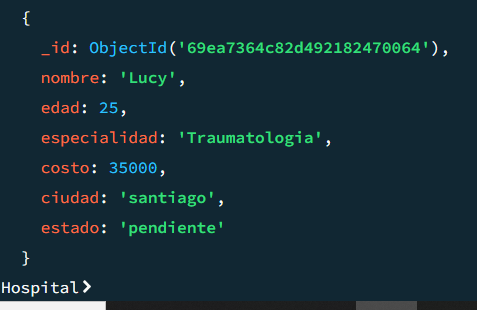 {
_id: ObjectId('69ea7364c82d492182470064'),
nombre: 'Lucy',
edad: 25,
especialidad: 'Traumatologia',
costo: 35000,
ciudad: 'santiago',
estado: 'pendiente'
}
Hospital>